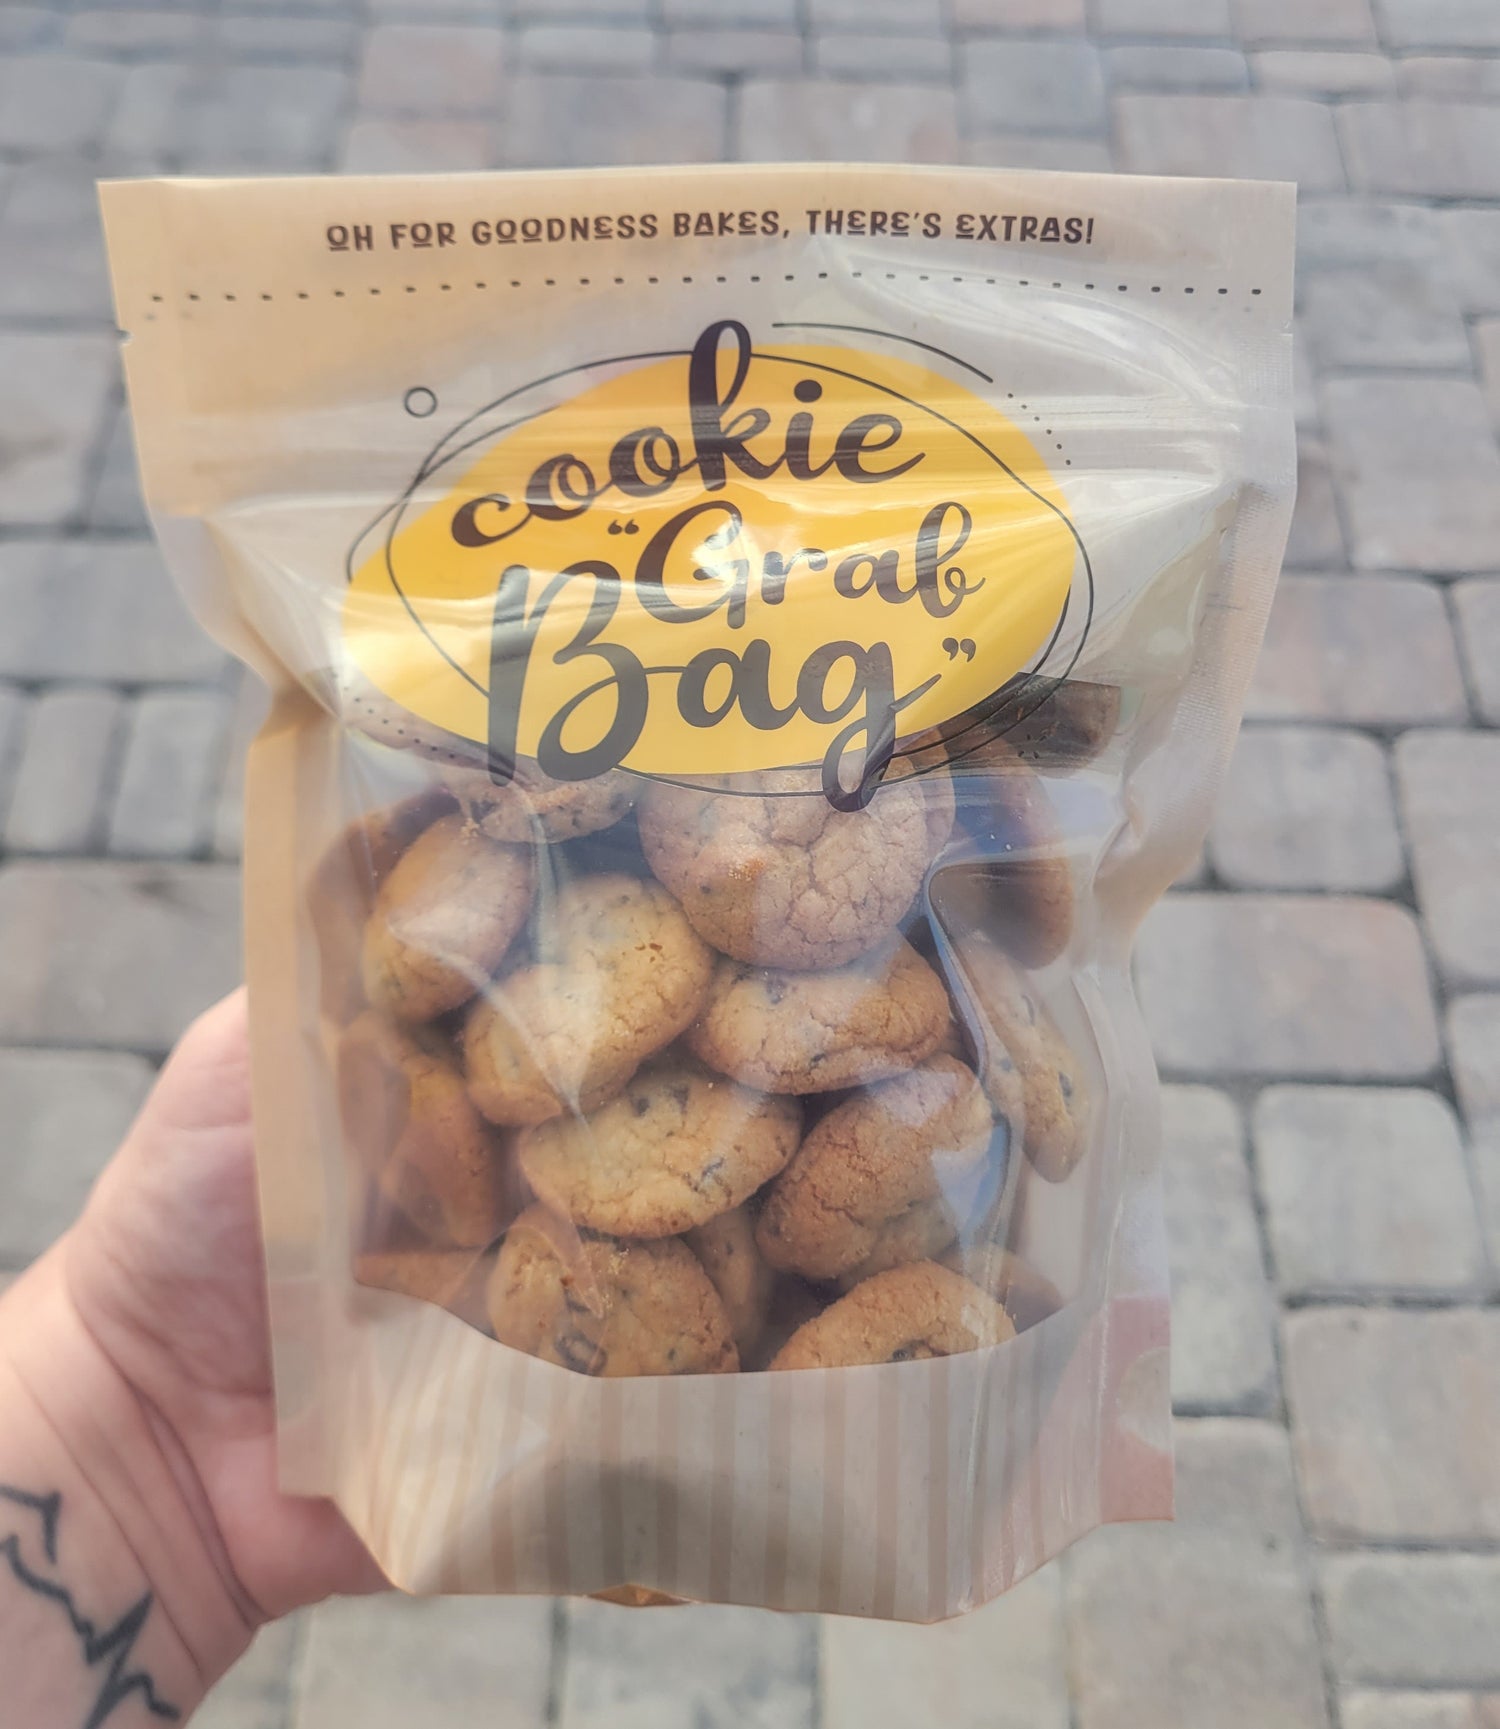 OH FOR GOODNESS BAKES, THERE'S EXTRAS!
cookie
“Grab
Bag”